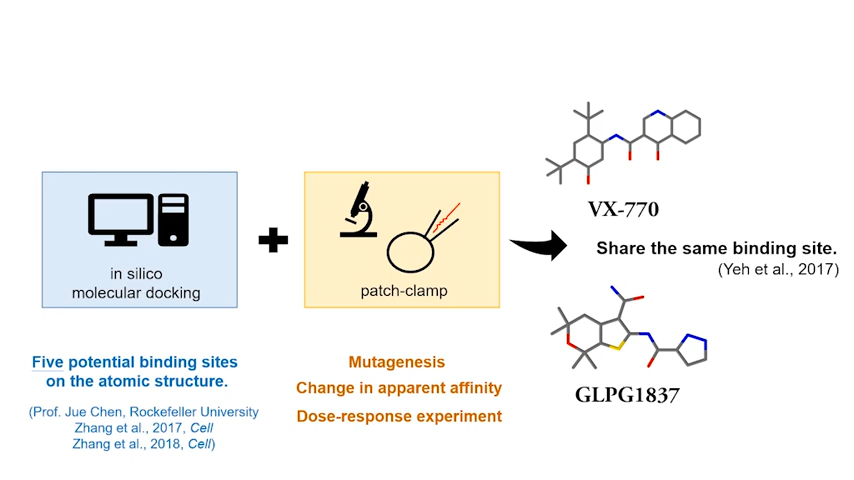 in silico
molecular docking
patch-clamp
VX-770
Share the same binding site.
(Yeh et al., 2017)
GLPG1837
Five potential binding sites
on the atomic structure.
(Prof. Jue Chen, Rockefeller University
Zhang et al., 2017, Cell
Zhang et al., 2018, Cell)
Mutagenesis
Change in apparent affinity
Dose-response experiment